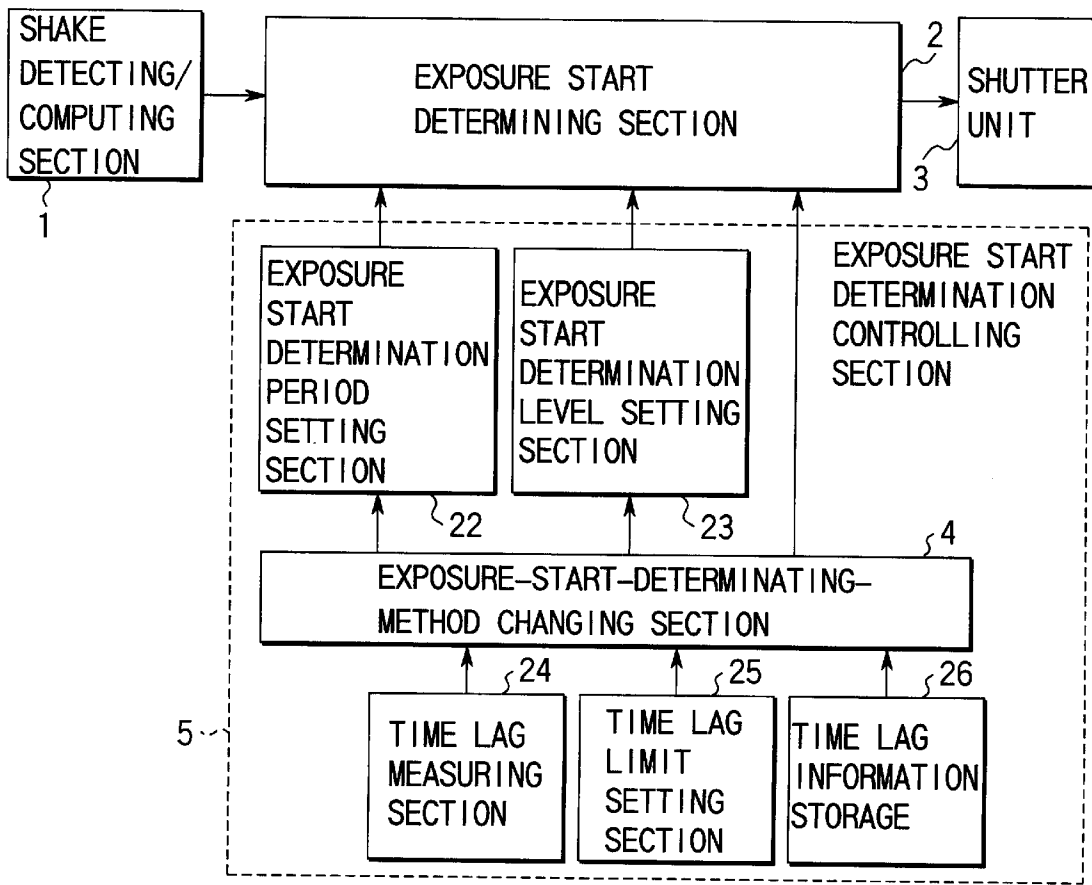 SHAKE
DETECTING/
COMPUTING
SECTION
1
EXPOSURE START
DETERMINING SECTION
2
SHUTTER
UNIT
3
EXPOSURE
START
DETERMINATION
PERIOD
SETTING
SECTION
22
EXPOSURE
START
DETERMINATION
LEVEL SETTING
SECTION
23
EXPOSURE START
DETERMINATION
CONTROLLING
SECTION
4
EXPOSURE-START-DETERMINATING-
METHOD CHANGING SECTION
24
TIME LAG
MEASURING
SECTION
25
TIME LAG
LIMIT
SETTING
SECTION
26
TIME LAG
INFORMATION
STORAGE
5